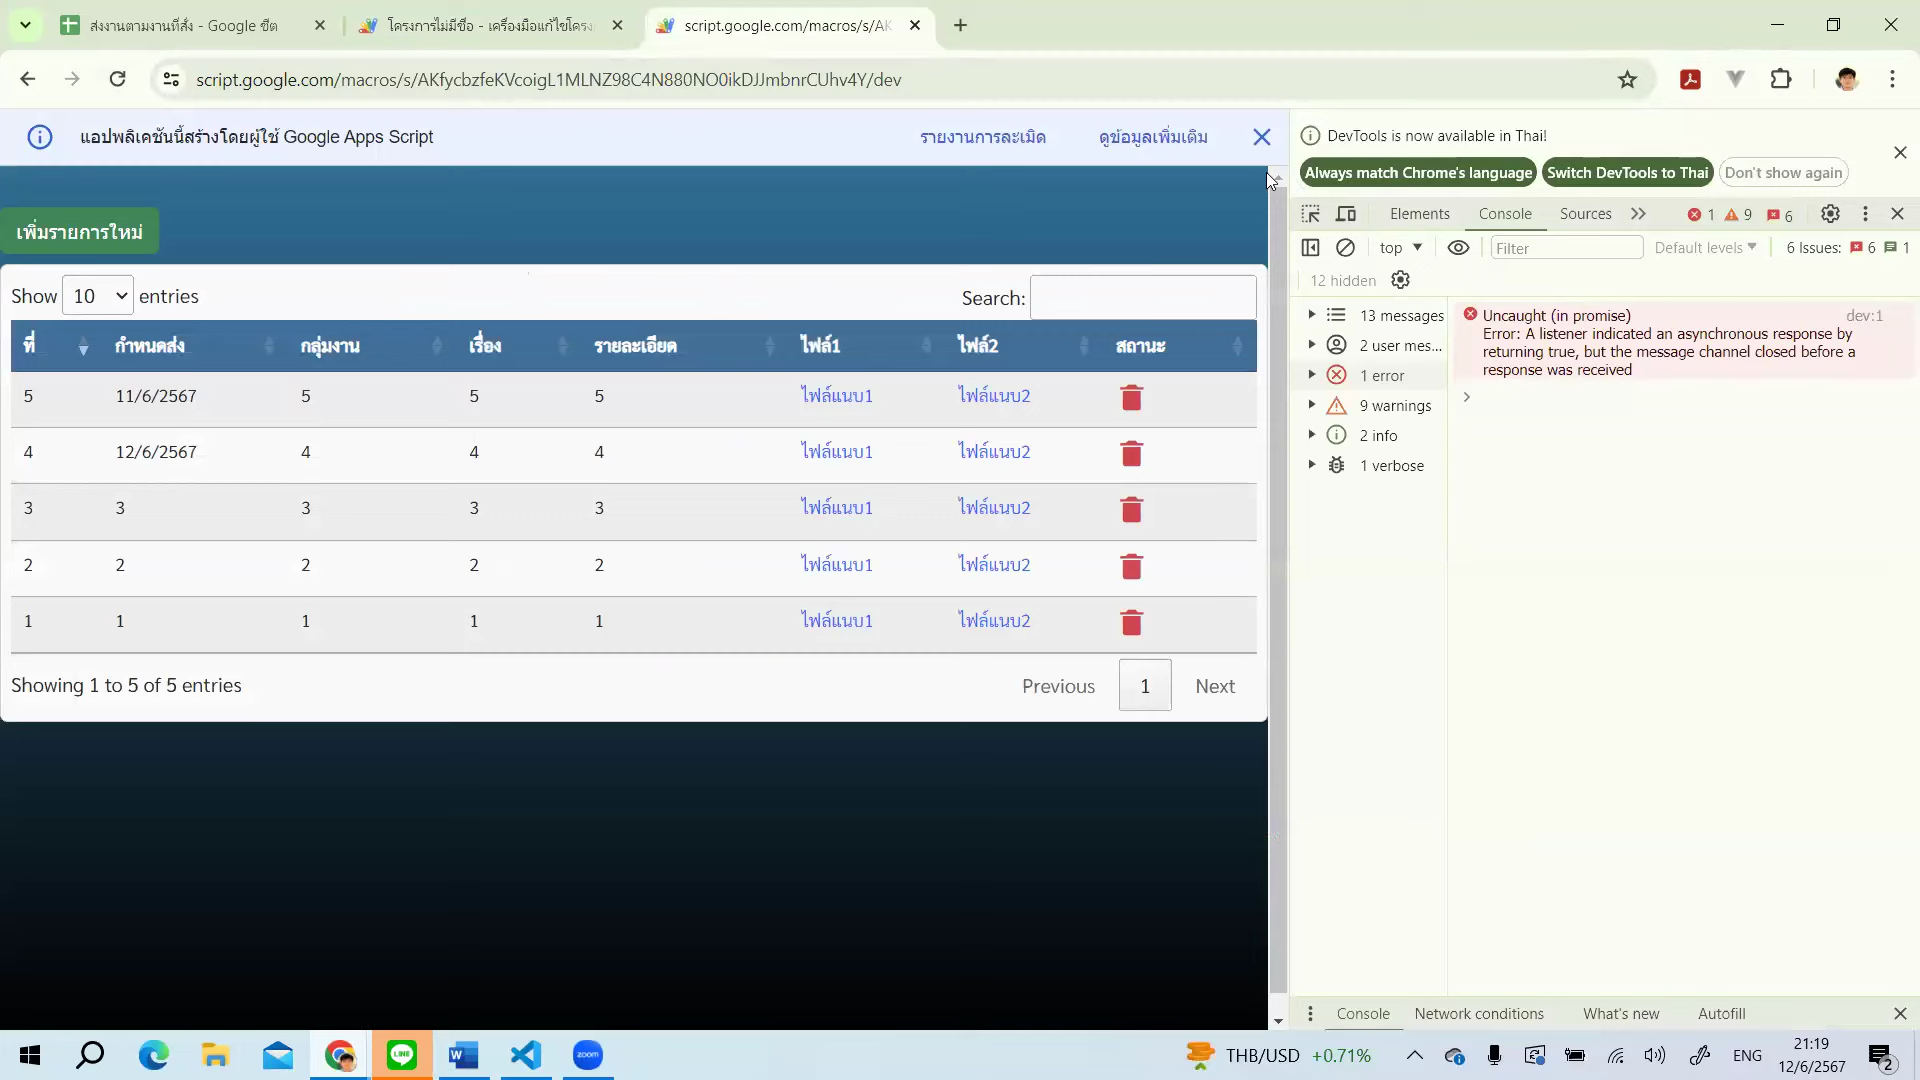 ส่งงานตามงานที่สั่ง - Google ชีต
โครงการไม่มีชื่อ - เครื่องมือแก้ไขโครง
script.google.com/macros/s/AK
script.google.com/macros/s/AKfycbzfeKVcoigL1MLNZ98C4N880NO0ikDJJmbnrCUhv4Y/dev
แอปพลิเคชันนี้สร้างโดยผู้ใช้ Google Apps Script
รายงานการละเมิด
ดูข้อมูลเพิ่มเติม
เพิ่มรายการใหม่
Show 10 entries
Search:
ที่ กำหนดส่ง กลุ่มงาน เรื่อง รายละเอียด ไฟล์1 ไฟล์2 สถานะ
5 11/6/2567 5 5 5 ไฟล์แนบ1 ไฟล์แนบ2
4 12/6/2567 4 4 4 ไฟล์แนบ1 ไฟล์แนบ2
3 3 3 3 3 ไฟล์แนบ1 ไฟล์แนบ2
2 2 2 2 2 ไฟล์แนบ1 ไฟล์แนบ2
1 1 1 1 1 ไฟล์แนบ1 ไฟล์แนบ2
Showing 1 to 5 of 5 entries
Previous 1 Next
DevTools is now available in Thai!
Always match Chrome's language
Switch DevTools to Thai
Don't show again
Elements Console Sources 1 9 6
top Filter Default levels 6 Issues: 6 1
12 hidden
13 messages
2 user mes...
1 error
9 warnings
2 info
1 verbose
Uncaught (in promise) dev:1
Error: A listener indicated an asynchronous response by
returning true, but the message channel closed before a
response was received
Console Network conditions What's new Autofill
LINE
W
zoom
THB/USD +0.71%
ENG
21:19
12/6/2567
2